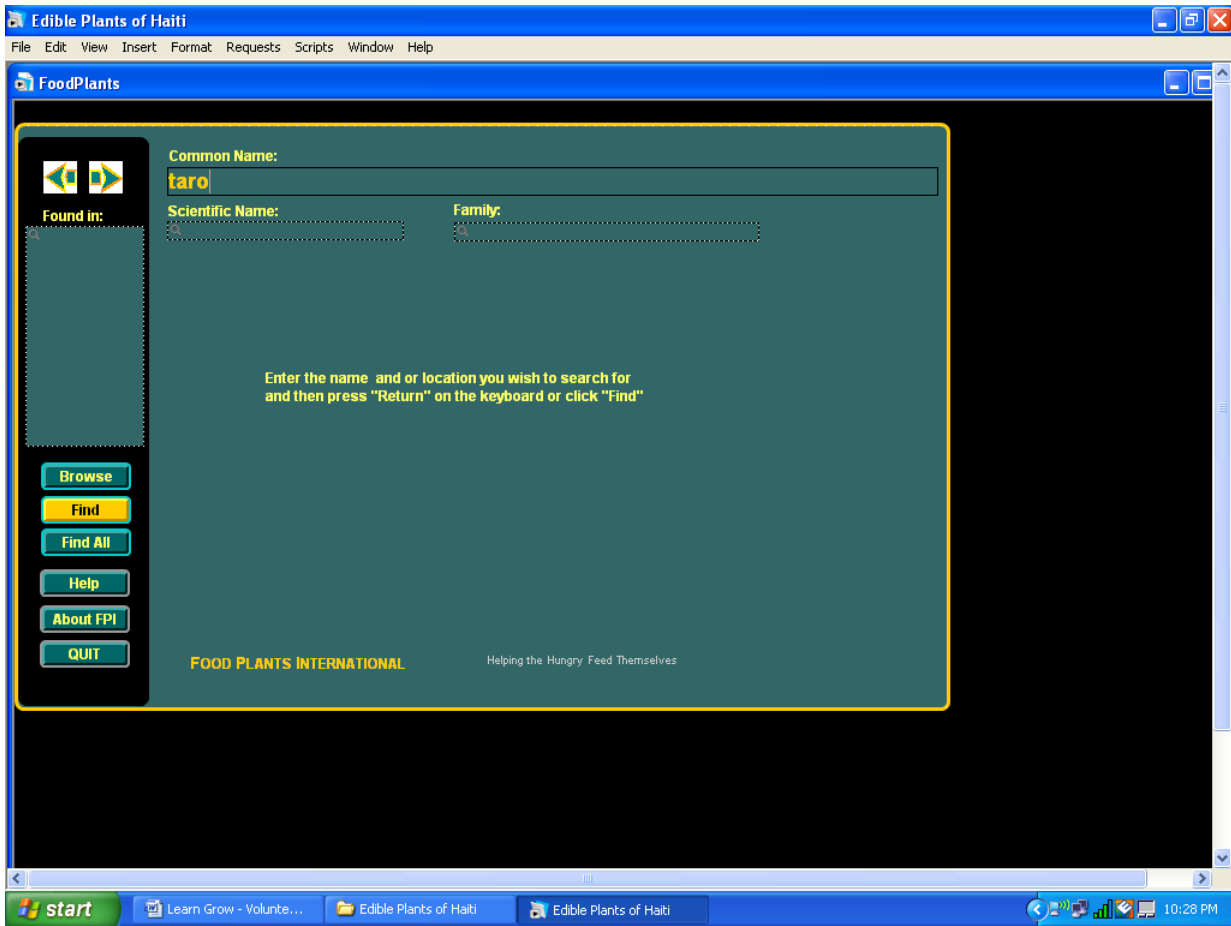 Edible Plants of Haiti
File Edit View Insert Format Requests Scripts Window Help
FoodPlants
Common Name:
taro
Found in:
Scientific Name:
Family:
Enter the name and or location you wish to search for
and then press "Return" on the keyboard or click "Find"
Browse
Find
Find All
Help
About FPI
QUIT
FOOD PLANTS INTERNATIONAL
Helping the Hungry Feed Themselves
start
Learn Grow - Volunte...
Edible Plants of Haiti
Edible Plants of Haiti
10:28 PM